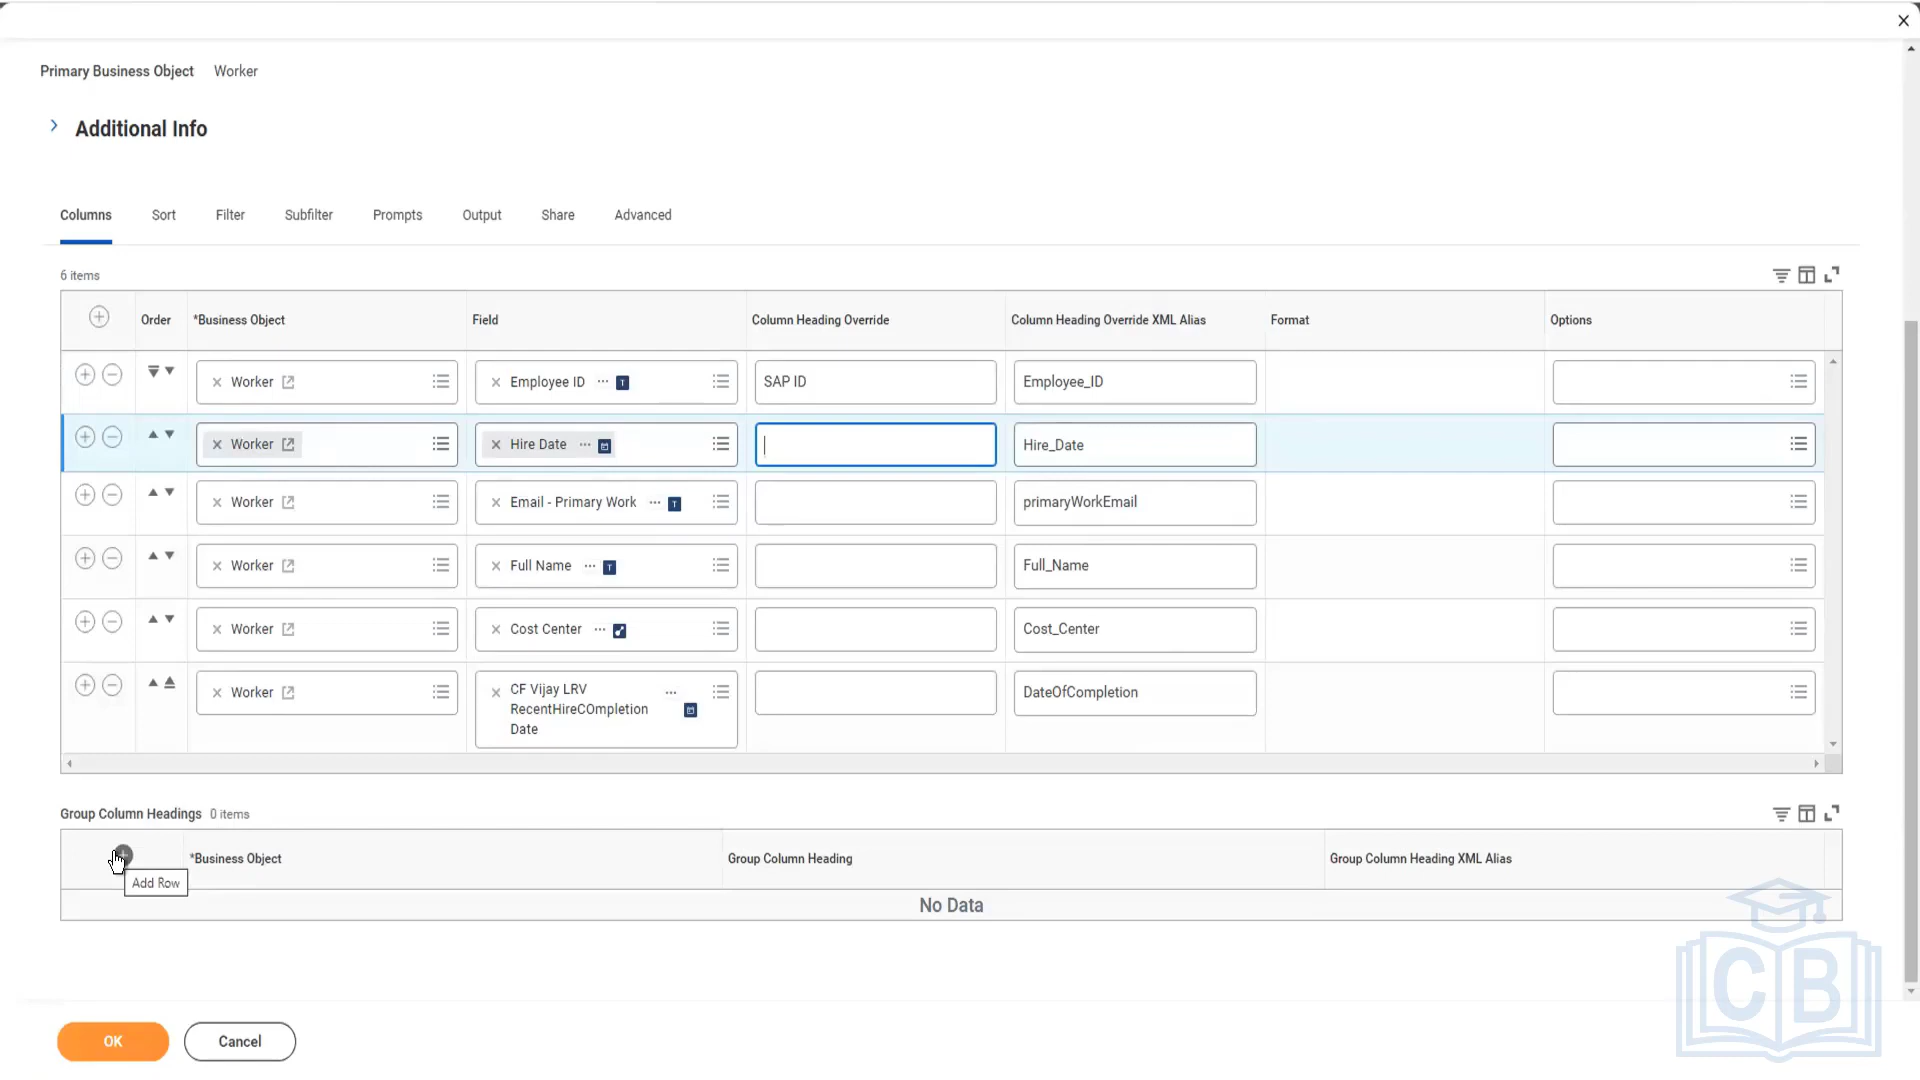 Primary Business Object Worker
Additional Info
Columns Sort Filter Subfilter Prompts Output Share Advanced
6 items
Order *Business Object Field Column Heading Override Column Heading Override XML Alias Format Options
Worker Employee ID ... T SAP ID Employee_ID
Worker Hire Date ... Hire_Date
Worker Email - Primary Work ... T primaryWorkEmail
Worker Full Name ... T Full_Name
Worker Cost Center ... Cost_Center
Worker CF Vijay LRV ... DateOfCompletion
RecentHireCOmpletion
Date
Group Column Headings 0 items
*Business Object Group Column Heading Group Column Heading XML Alias
Add Row
No Data
CB
OK Cancel